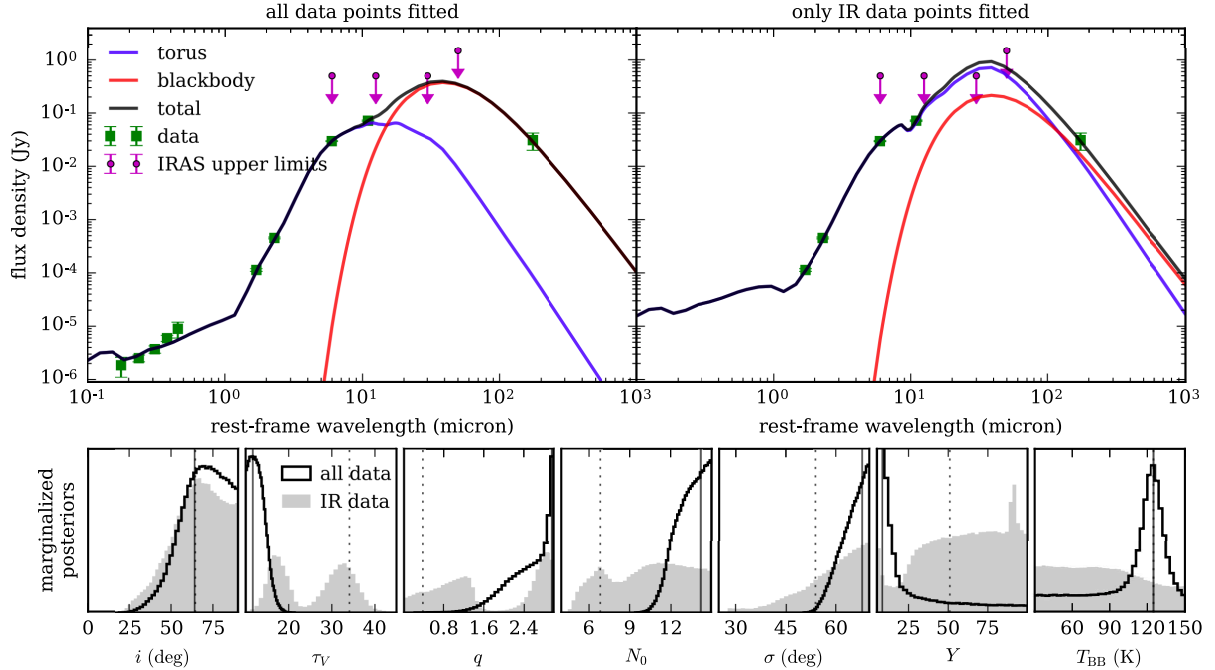 all data points fitted
only IR data points fitted
flux density (Jy)
10^0
10^-1
10^-2
10^-3
10^-4
10^-5
10^-6
torus
blackbody
total
data
IRAS upper limits
10^-1 10^0 10^1 10^2 10^3
10^0 10^1 10^2 10^3
rest-frame wavelength (micron)
rest-frame wavelength (micron)
marginalized
posteriors
all data
IR data
0 25 50 75
20 30 40
0.8 1.6 2.4
6 9 12
30 45 60
25 50 75
60 90 120 150
i (deg)
τ_V
q
N_0
σ (deg)
Y
T_BB (K)